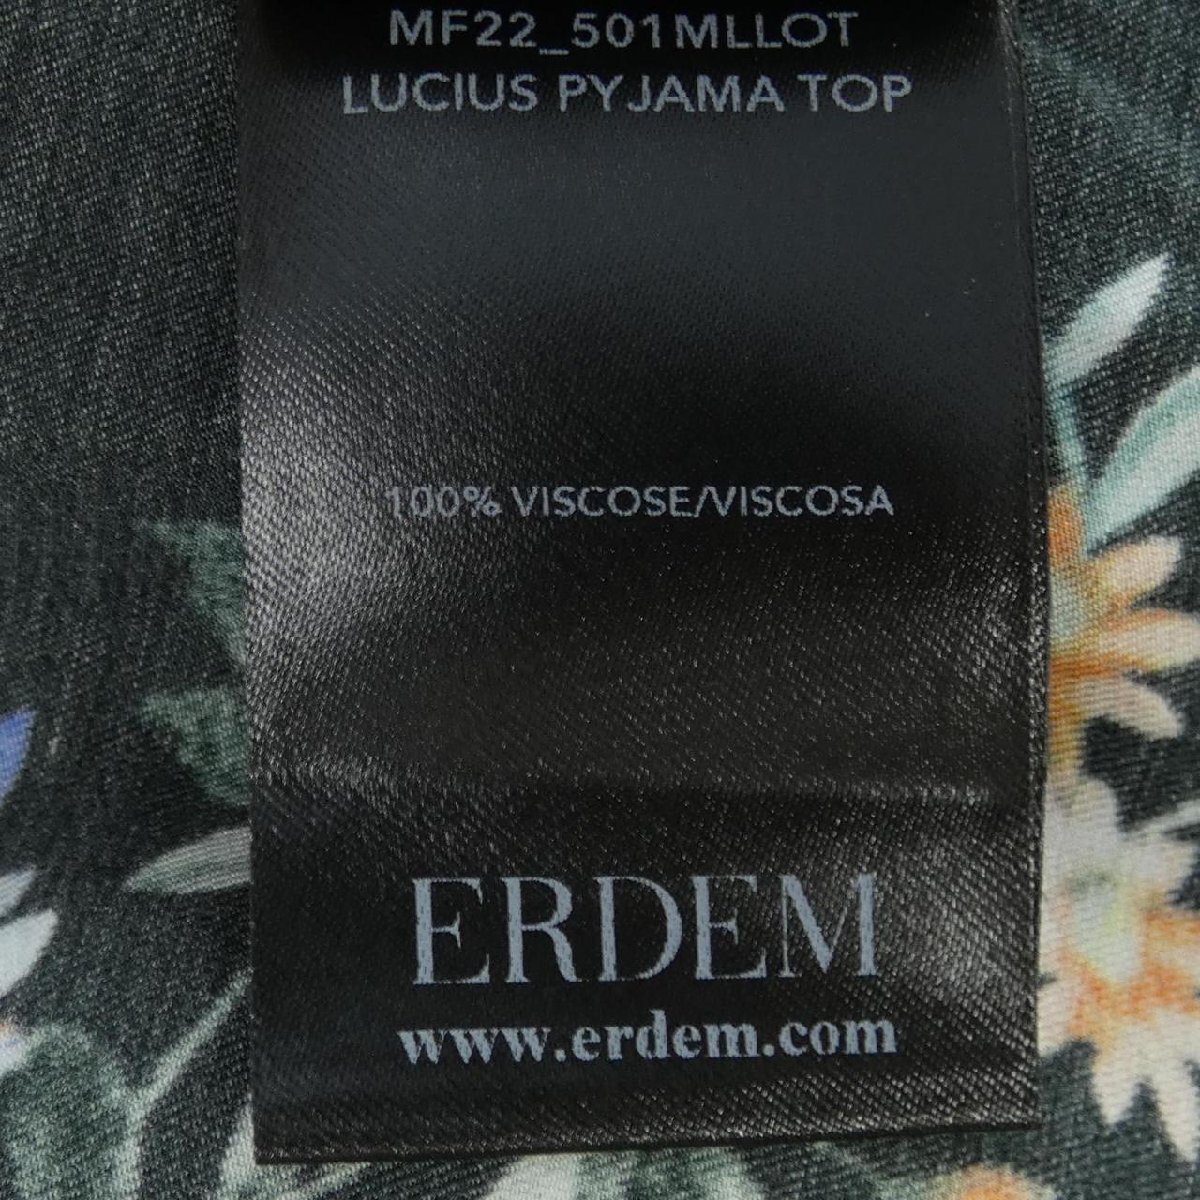 MF22_501MLLOT
LUCIUS PYJAMA TOP
100% VISCOSE/VISCOSA
ERDEM
www.erdem.com